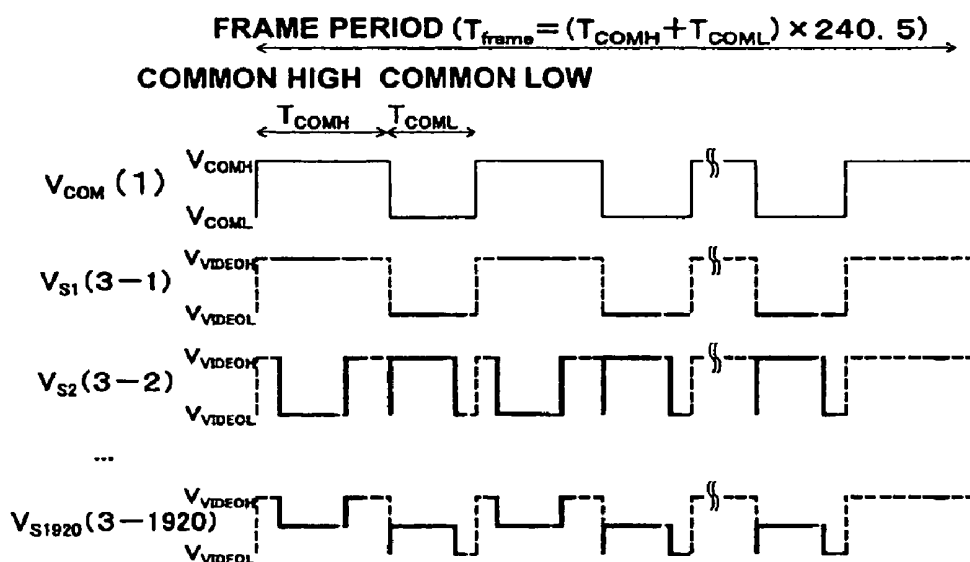 FRAME PERIOD (Tframe=(TCOMH+TCOML)×240. 5)
COMMON HIGH COMMON LOW
TCOMH TCOML
VCOM (1) VCOMH
VCOML
VS1(3−1) VVIDEOH
VVIDEOL
VS2(3−2) VVIDEOH
VVIDEOL
...
VS1920(3−1920) VVIDEOH
VVIDEOL